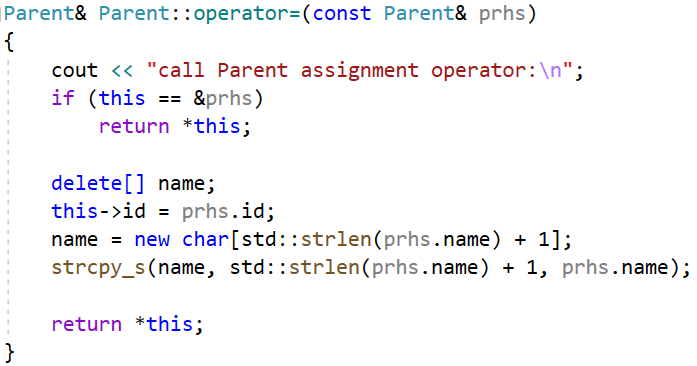 Parent& Parent::operator=(const Parent& prhs)
{
    cout << "call Parent assignment operator:\n";
    if (this == &prhs)
        return *this;

    delete[] name;
    this->id = prhs.id;
    name = new char[std::strlen(prhs.name) + 1];
    strcpy_s(name, std::strlen(prhs.name) + 1, prhs.name);

    return *this;
}